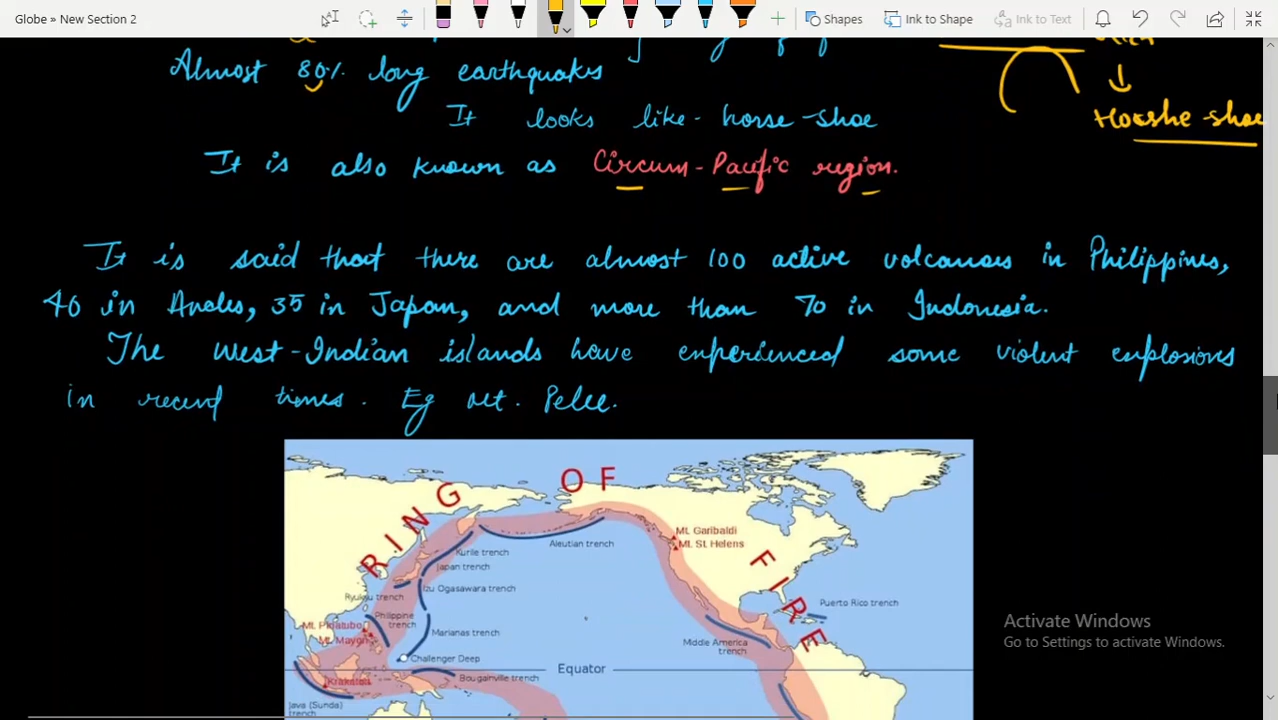 Globe » New Section 2
Shapes
Ink to Shape
Ink to Text
Almost 80% long earthquakes
It looks like - horse-shoe
Horshe-shoe
It is also known as Circum-Pacific region.
It is said that there are almost 100 active volcanoes in Philippines,
40 in Andes, 35 in Japan, and more than 70 in Indonesia.
The West-Indian islands have experienced some violent explosions
in recent times. Eg Mt. Pelee.
RING OF FIRE
Mt. Garibaldi
Mt. St. Helens
Aleutian trench
Kurile trench
Japan trench
Izu Ogasawara trench
Ryukyu trench
Puerto Rico trench
Philippine
trench
Mt. Pinatubo
Mt. Mayon
Marianas trench
Middle America
trench
Challenger Deep
Equator
Bougainville trench
Krakatoa
Java (Sunda)
trench
Activate Windows
Go to Settings to activate Windows.